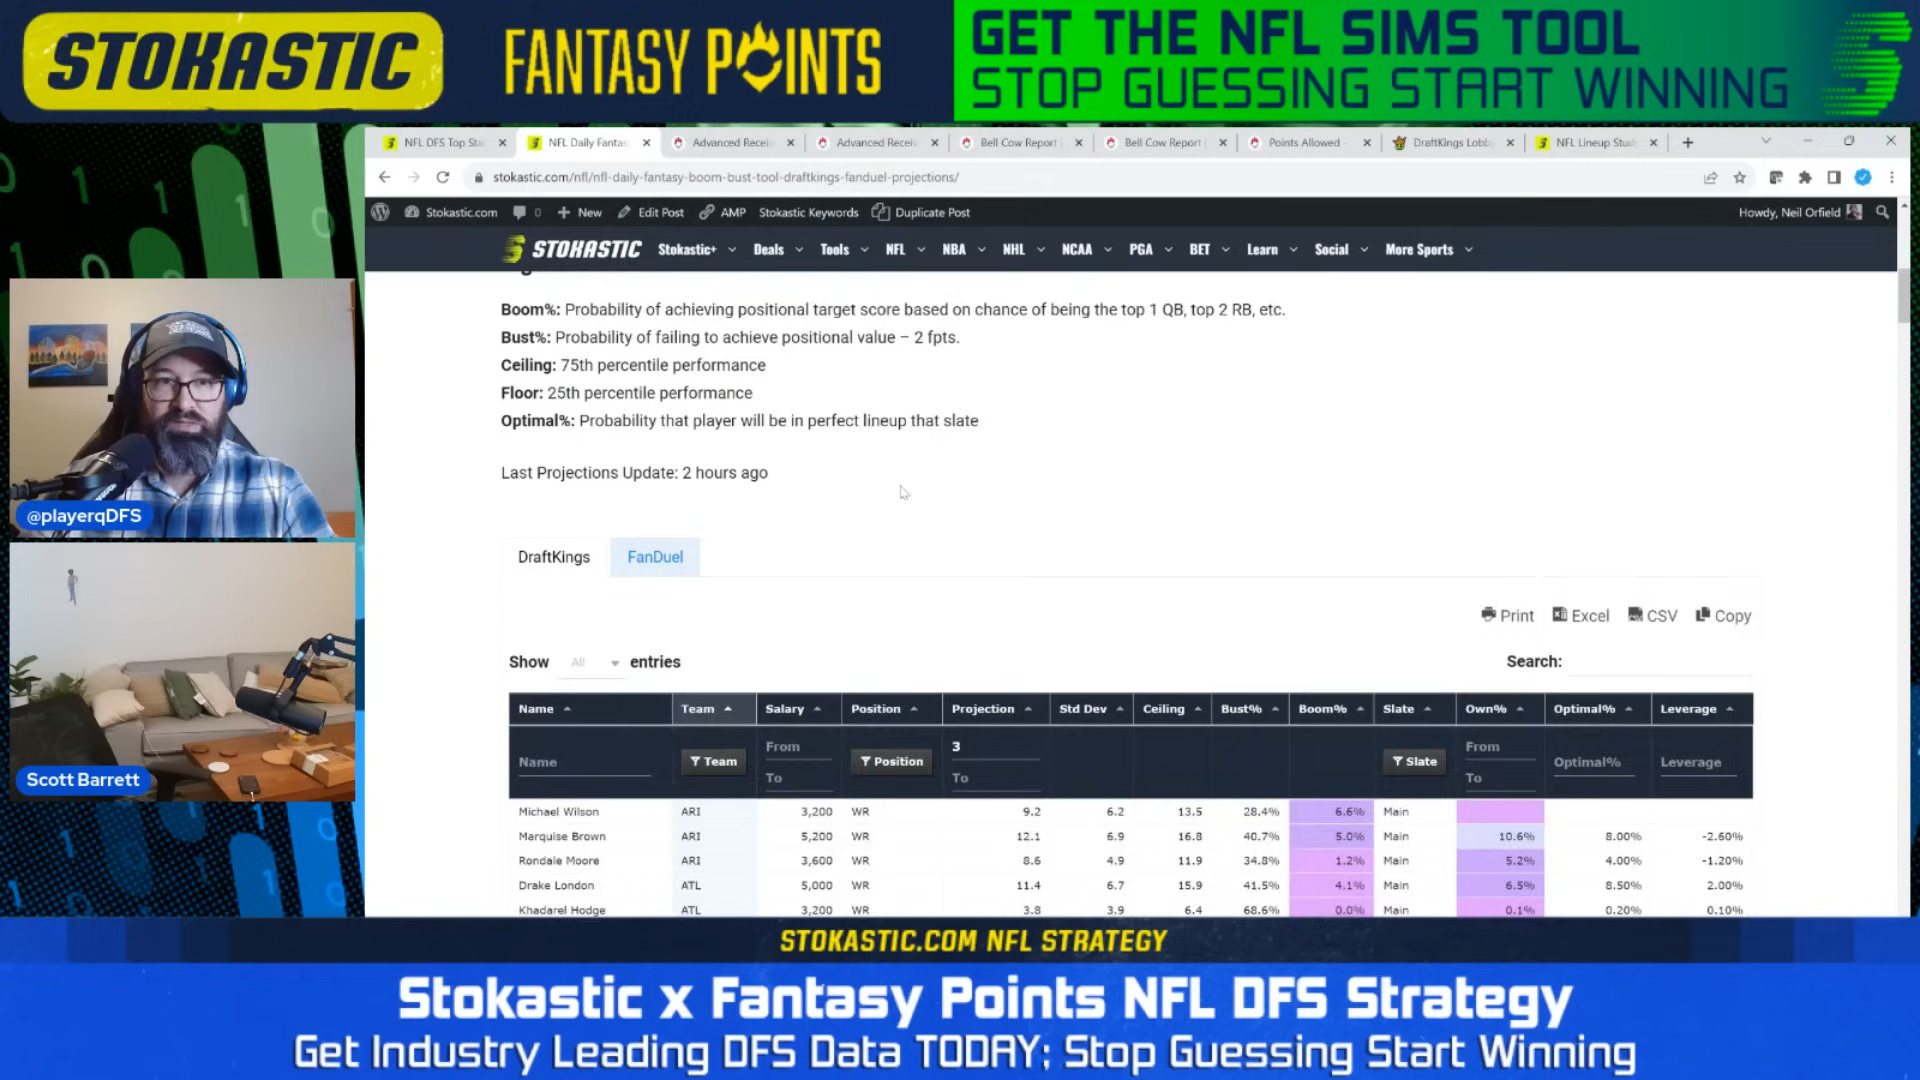 STOKASTIC
FANTASY POINTS
GET THE NFL SIMS TOOL
STOP GUESSING START WINNING
NFL DFS Top Sta
NFL Daily Fantas
Advanced Recei
Advanced Recei
Bell Cow Report
Bell Cow Report
Points Allowed
DraftKings Lobb
NFL Lineup Stud
stokastic.com/nfl/nfl-daily-fantasy-boom-bust-tool-draftkings-fanduel-projections/
Stokastic.com 0 New Edit Post AMP Stokastic Keywords Duplicate Post Howdy, Neil Orfield
STOKASTIC Stokastic+ Deals Tools NFL NBA NHL NCAA PGA BET Learn Social More Sports
Boom%: Probability of achieving positional target score based on chance of being the top 1 QB, top 2 RB, etc.
Bust%: Probability of failing to achieve positional value – 2 fpts.
Ceiling: 75th percentile performance
Floor: 25th percentile performance
Optimal%: Probability that player will be in perfect lineup that slate
Last Projections Update: 2 hours ago
DraftKings FanDuel
Print Excel CSV Copy
Show All entries Search:
Name Team Salary Position Projection Std Dev Ceiling Bust% Boom% Slate Own% Optimal% Leverage
From 3 From
Name Team Position Slate Optimal% Leverage
To To To
Michael Wilson ARI 3,200 WR 9.2 6.2 13.5 28.4% 6.6% Main
Marquise Brown ARI 5,200 WR 12.1 6.9 16.8 40.7% 5.0% Main 10.6% 8.00% -2.60%
Rondale Moore ARI 3,600 WR 8.6 4.9 11.9 34.8% 1.2% Main 5.2% 4.00% -1.20%
Drake London ATL 5,000 WR 11.4 6.7 15.9 41.5% 4.1% Main 6.5% 8.50% 2.00%
Khadarel Hodge ATL 3,200 WR 3.8 3.9 6.4 68.6% 0.0% Main 0.1% 0.20% 0.10%
@playerqDFS
Scott Barrett
STOKASTIC.COM NFL STRATEGY
Stokastic x Fantasy Points NFL DFS Strategy
Get Industry Leading DFS Data TODAY; Stop Guessing Start Winning